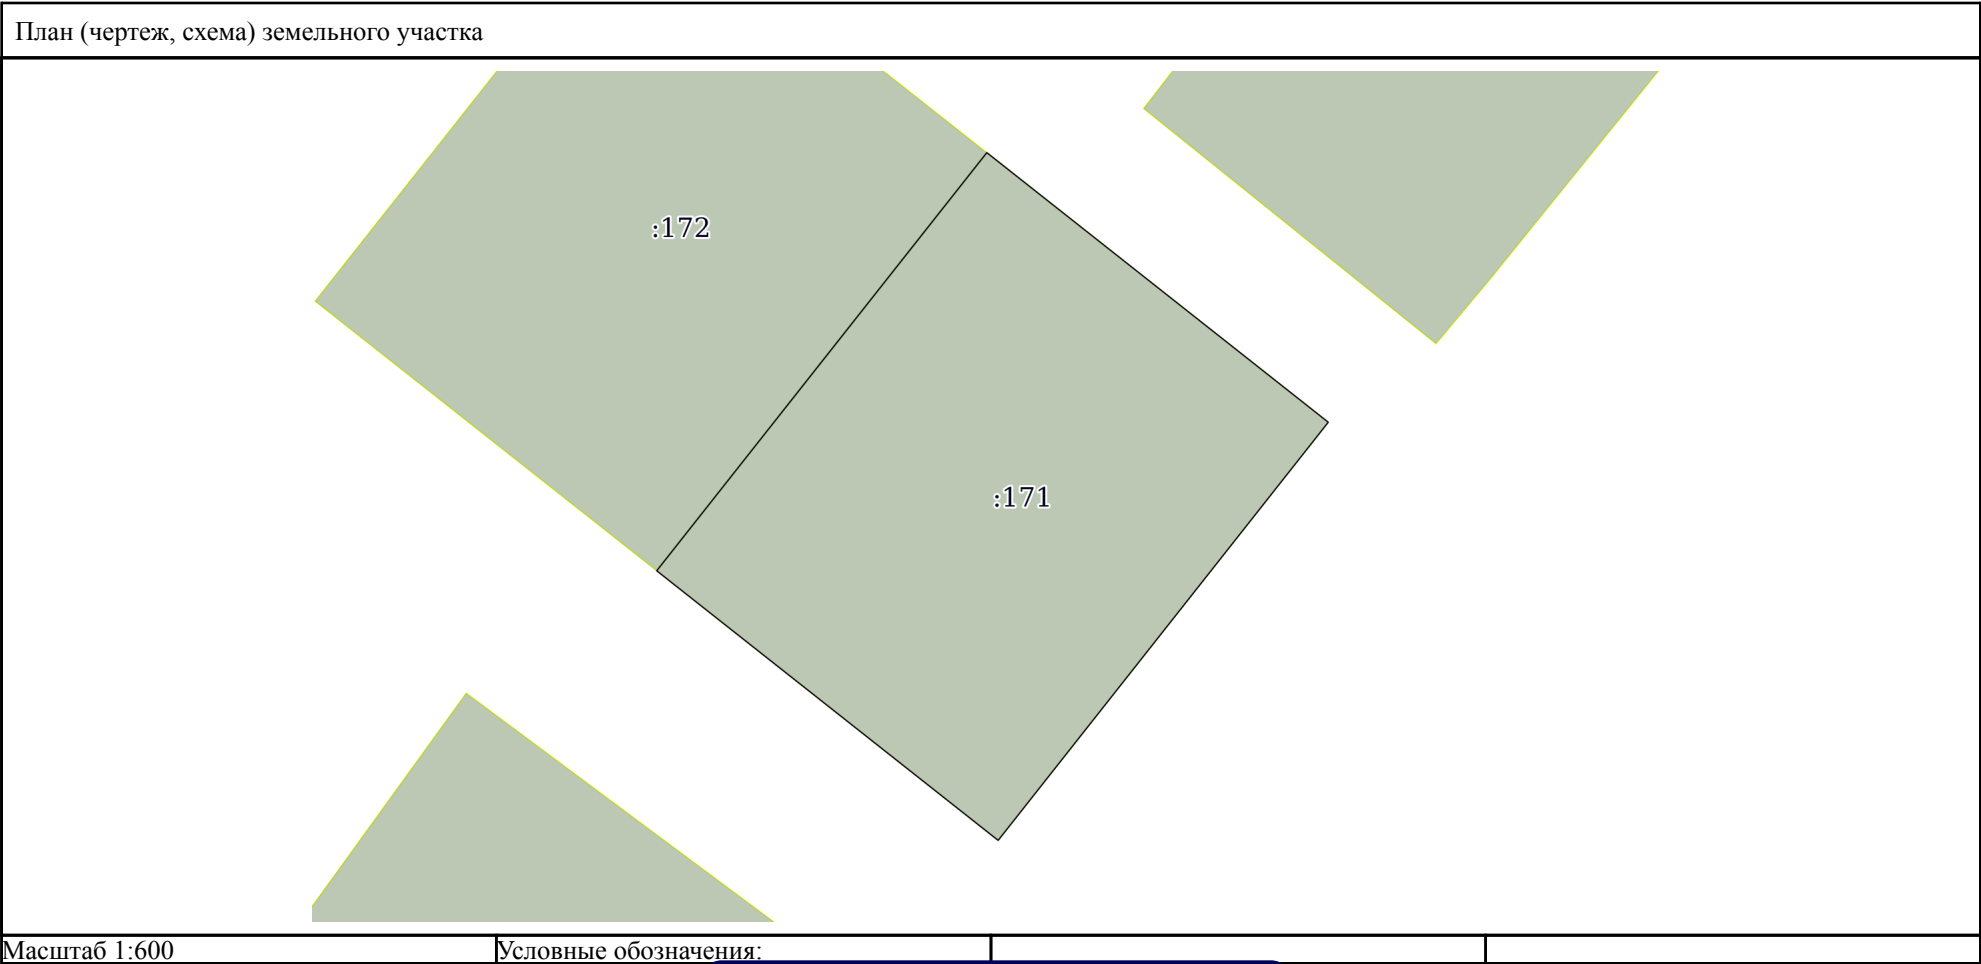 План (чертеж, схема) земельного участка
:172
:171
Масштаб 1:600
Условные обозначения: